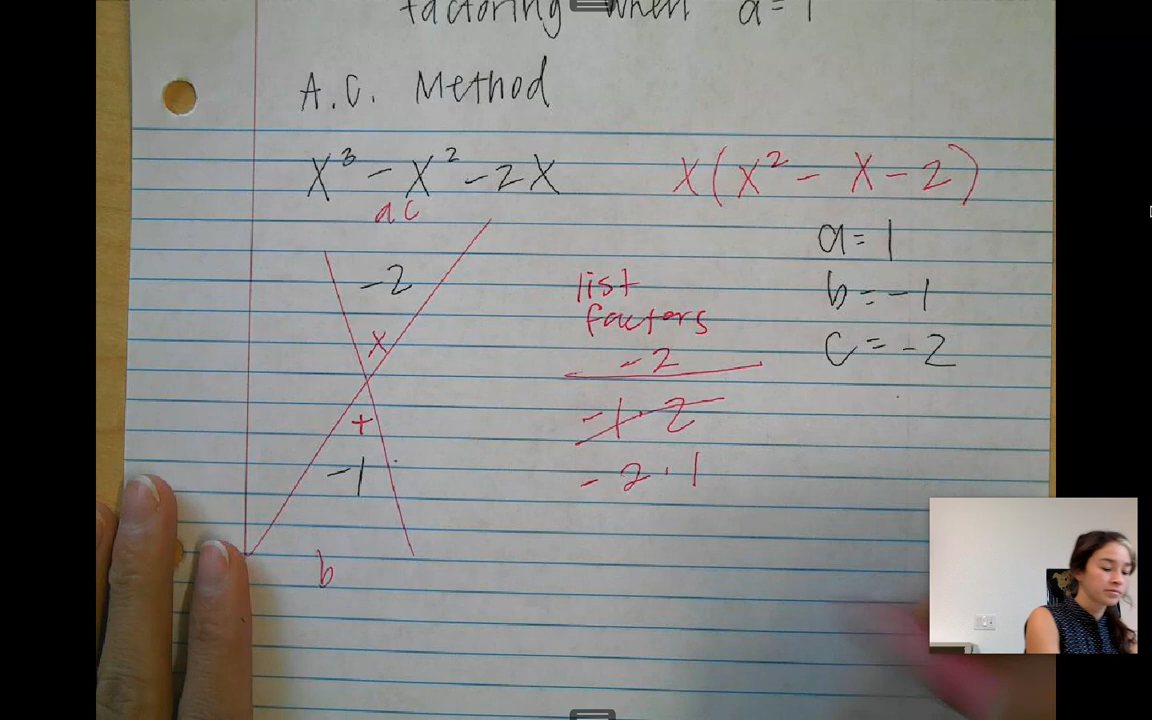 factoring when a = 1
A.C. Method
x³ - x² - 2x
x(x² - x - 2)
ac
-2
x
+
-1
b
list
factors
-2
-1 · 2
-2 · 1
a = 1
b = -1
c = -2